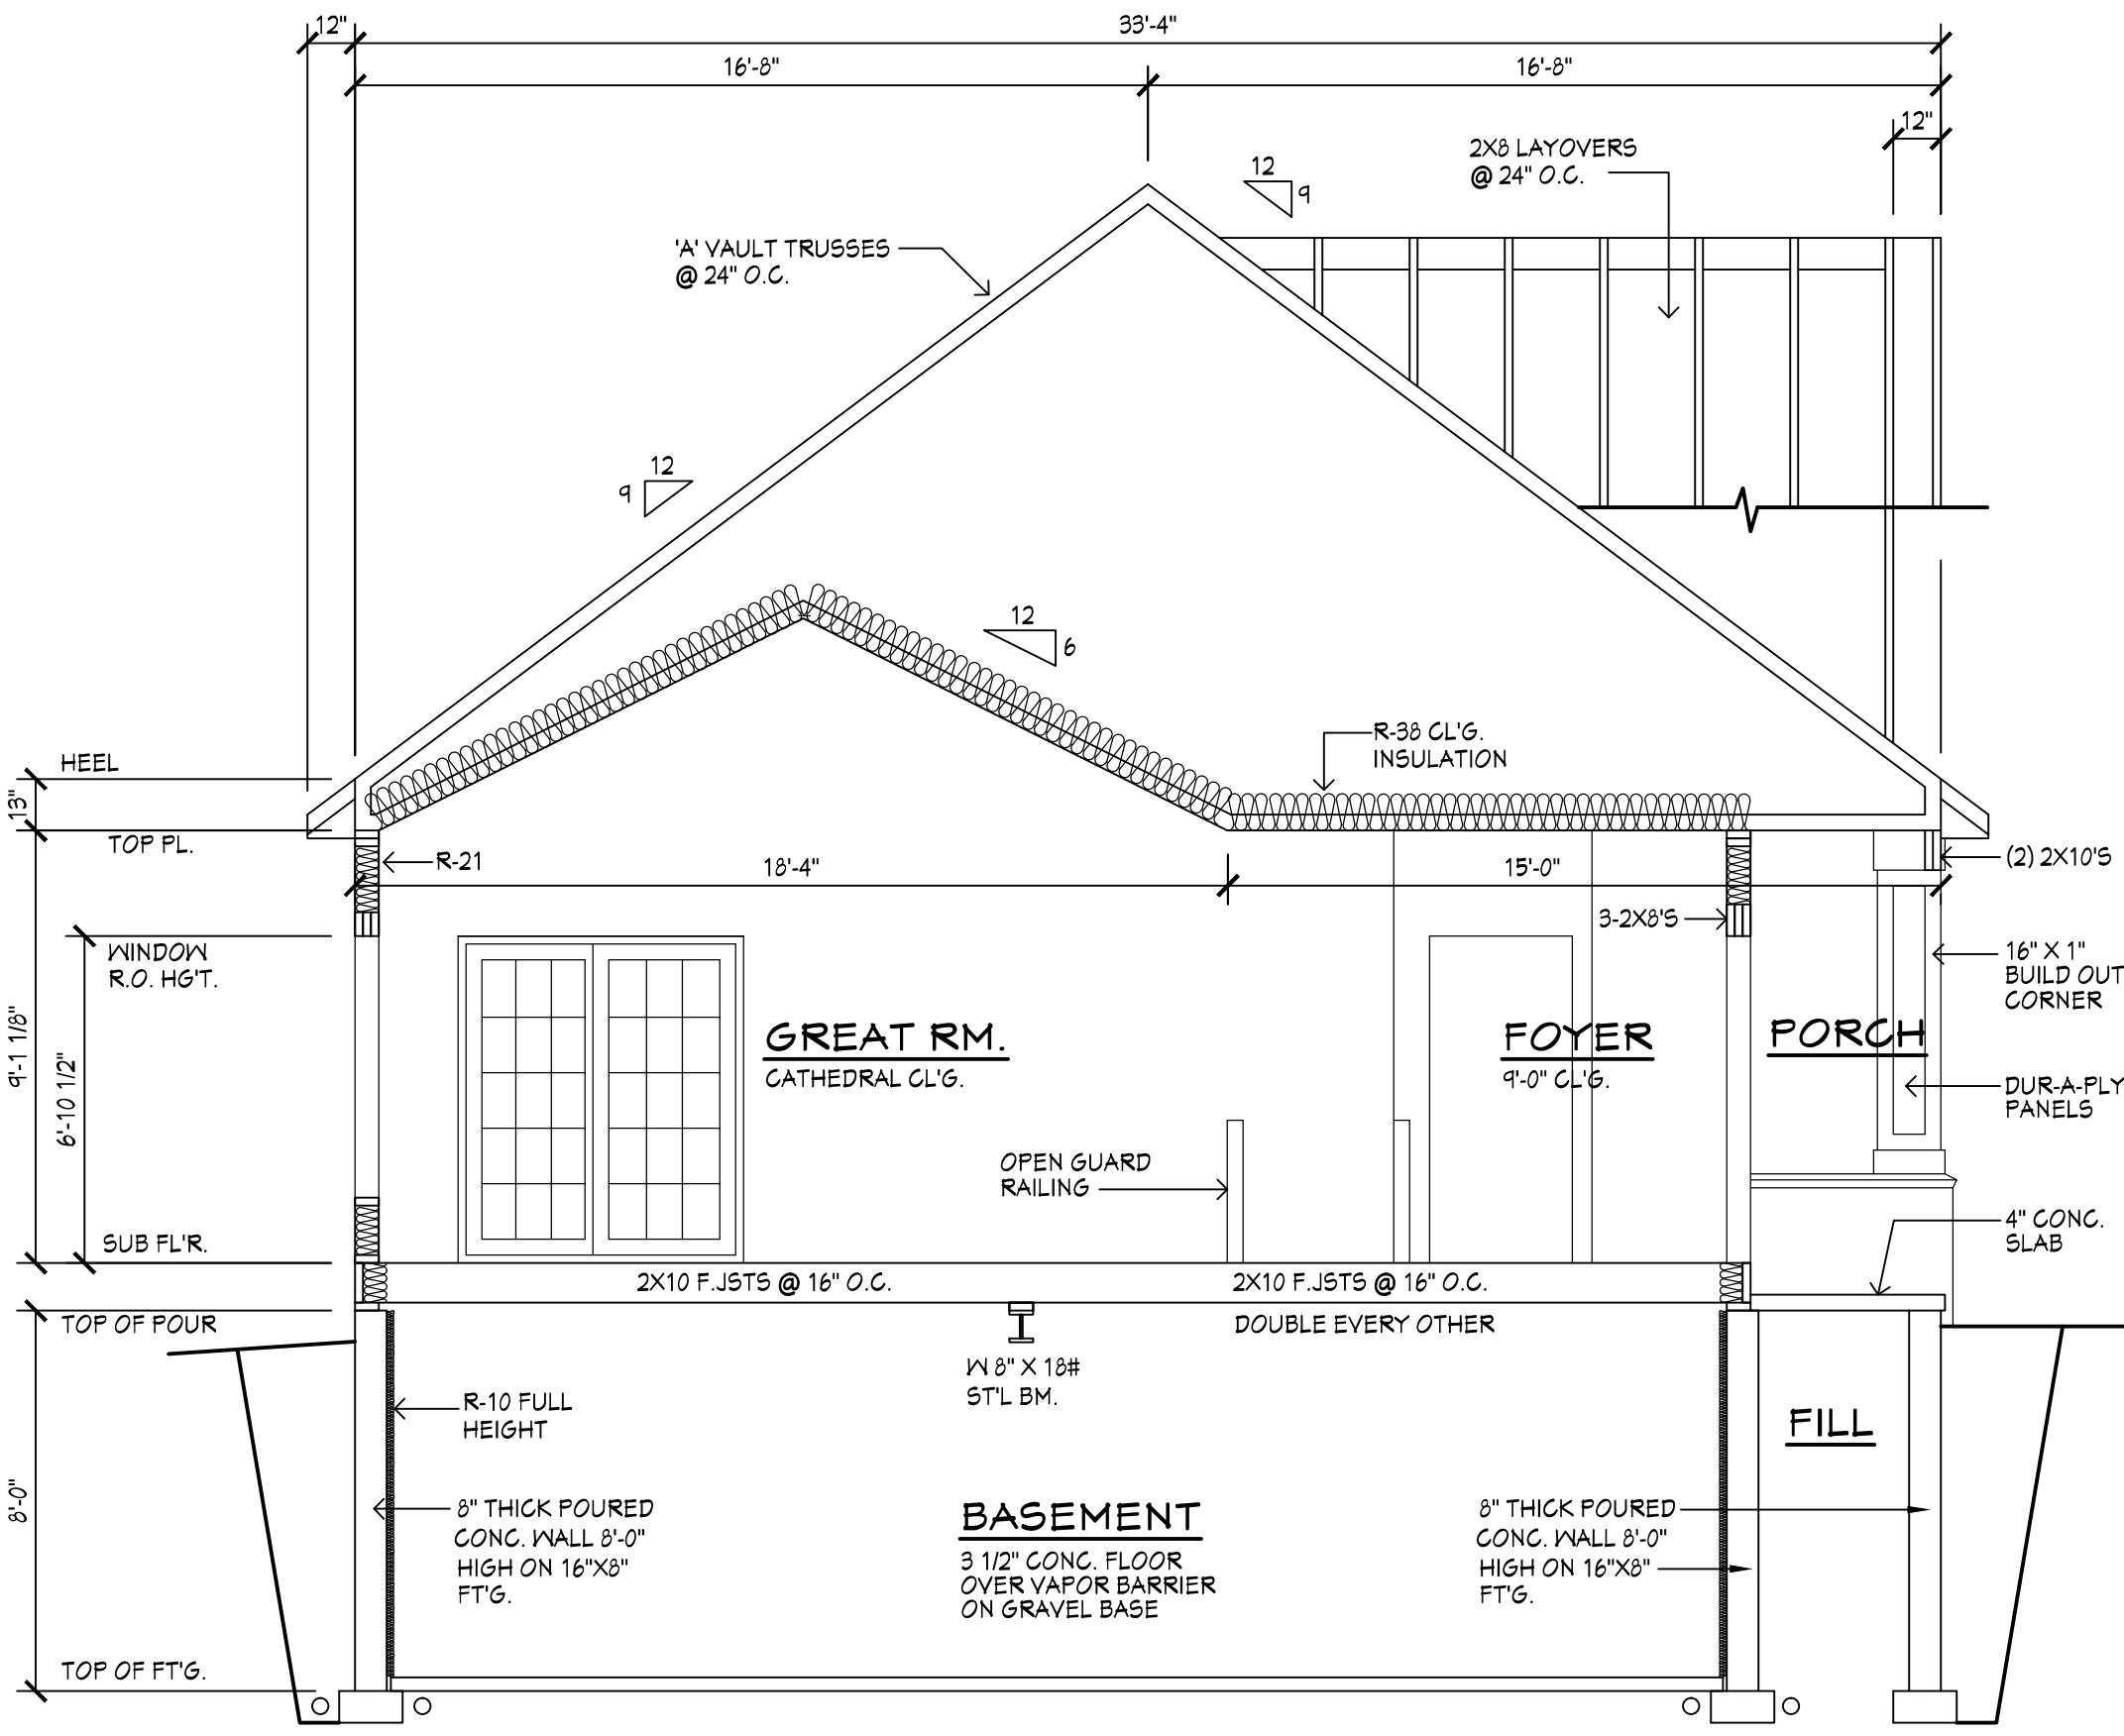 12"
33'-4"
16'-8"
16'-8"
12"
2X8 LAYOVERS
@ 24" O.C.
12
9
'A' VAULT TRUSSES
@ 24" O.C.
12
9
12
6
R-38 CL'G.
INSULATION
HEEL
13"
TOP PL.
R-21
18'-4"
15'-0"
(2) 2X10'S
3-2X8'S
WINDOW
R.O. HG'T.
16" X 1"
BUILD OUT
CORNER
9'-1 1/8"
6'-10 1/2"
GREAT RM.
CATHEDRAL CL'G.
FOYER
9'-0" CL'G.
PORCH
DUR-A-PLY
PANELS
OPEN GUARD
RAILING
4" CONC.
SLAB
SUB FL'R.
2X10 F.JSTS @ 16" O.C.
2X10 F.JSTS @ 16" O.C.
TOP OF POUR
DOUBLE EVERY OTHER
W 8" X 18#
ST'L BM.
R-10 FULL
HEIGHT
FILL
8'-0"
8" THICK POURED
CONC. WALL 8'-0"
HIGH ON 16"X8"
FT'G.
BASEMENT
3 1/2" CONC. FLOOR
OVER VAPOR BARRIER
ON GRAVEL BASE
8" THICK POURED
CONC. WALL 8'-0"
HIGH ON 16"X8"
FT'G.
TOP OF FT'G.